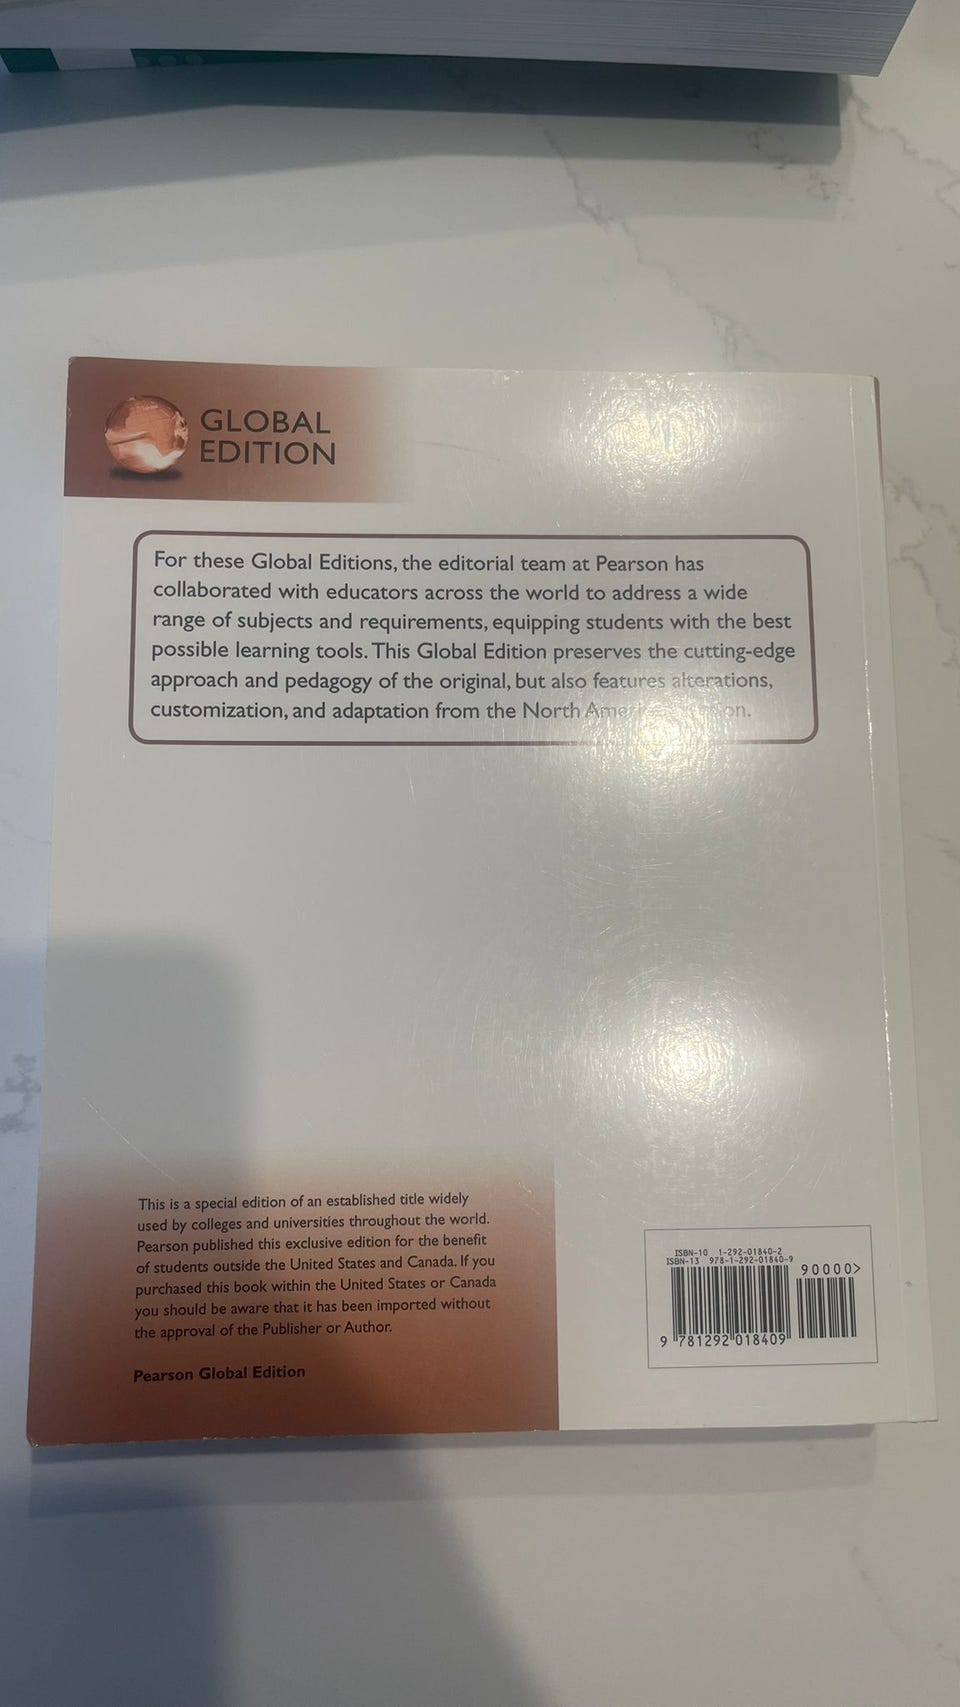 GLOBAL
EDITION
For these Global Editions, the editorial team at Pearson has
collaborated with educators across the world to address a wide
range of subjects and requirements, equipping students with the best
possible learning tools. This Global Edition preserves the cutting-edge
approach and pedagogy of the original, but also features alterations,
customization, and adaptation from the North
This is a special edition of an established title widely
used by colleges and universities throughout the world.
Pearson published this exclusive edition for the benefit
of students outside the United States and Canada. If you
purchased this book within the United States or Canada
you should be aware that it has been imported without
the approval of the Publisher or Author.
Pearson Global Edition
ISBN-10 1-292-01840-2
ISBN-13 978-1-292-01840-9
90000>
9 781292 018409